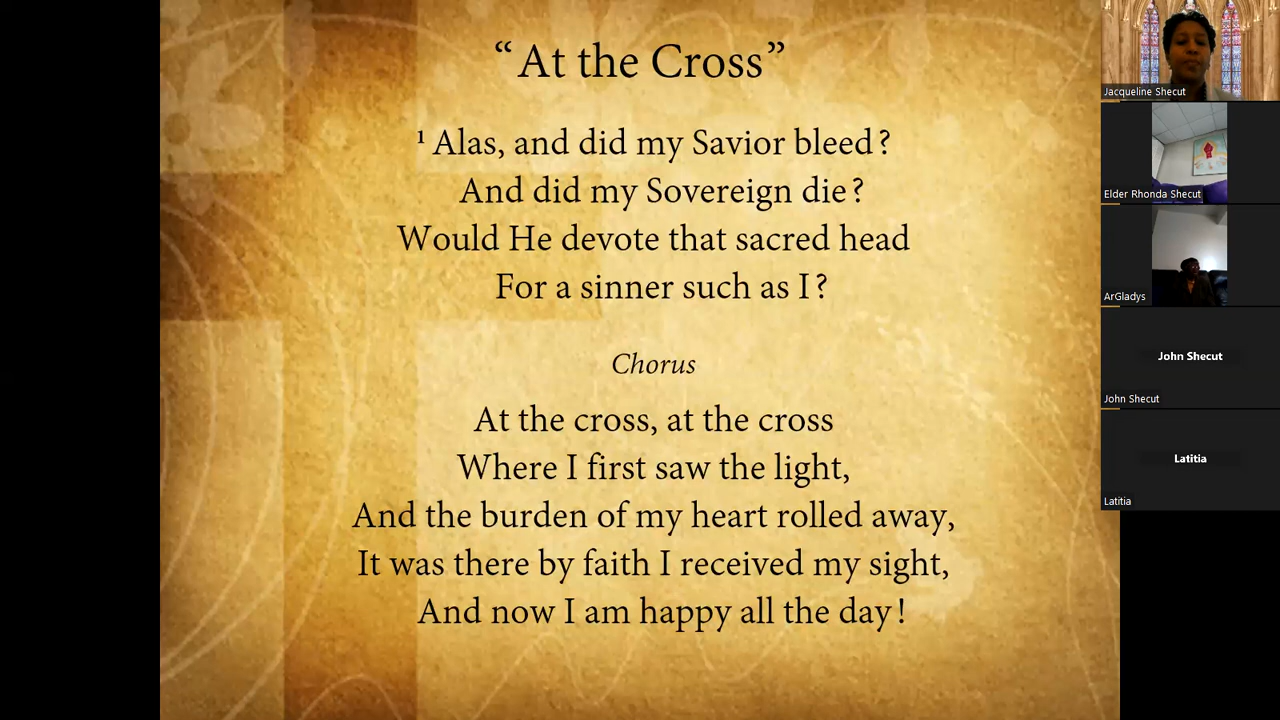 “At the Cross”
¹ Alas, and did my Savior bleed?
And did my Sovereign die?
Would He devote that sacred head
For a sinner such as I?
Chorus
At the cross, at the cross
Where I first saw the light,
And the burden of my heart rolled away,
It was there by faith I received my sight,
And now I am happy all the day!
Jacqueline Shecut
Elder Rhonda Shecut
ArGladys
John Shecut
John Shecut
Latitia
Latitia